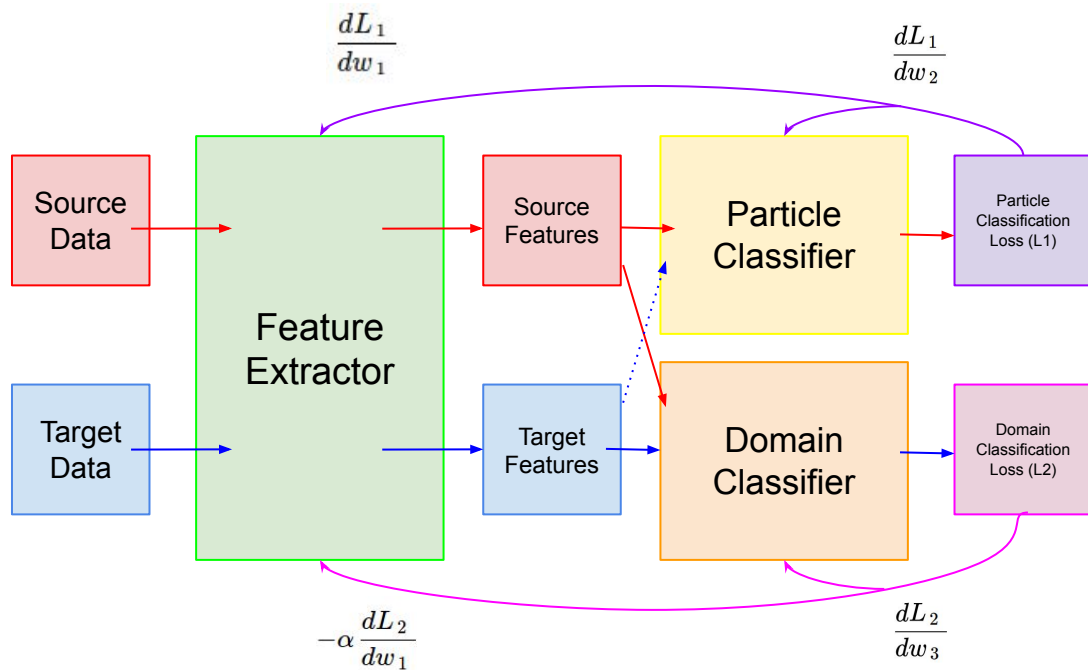 dL₁
dw₁
dL₁
dw₂
Source
Data
Source
Features
Particle
Classifier
Particle
Classification
Loss (L1)
Feature
Extractor
Target
Data
Target
Features
Domain
Classifier
Domain
Classification
Loss (L2)
−α dL₂
dw₁
dL₂
dw₃